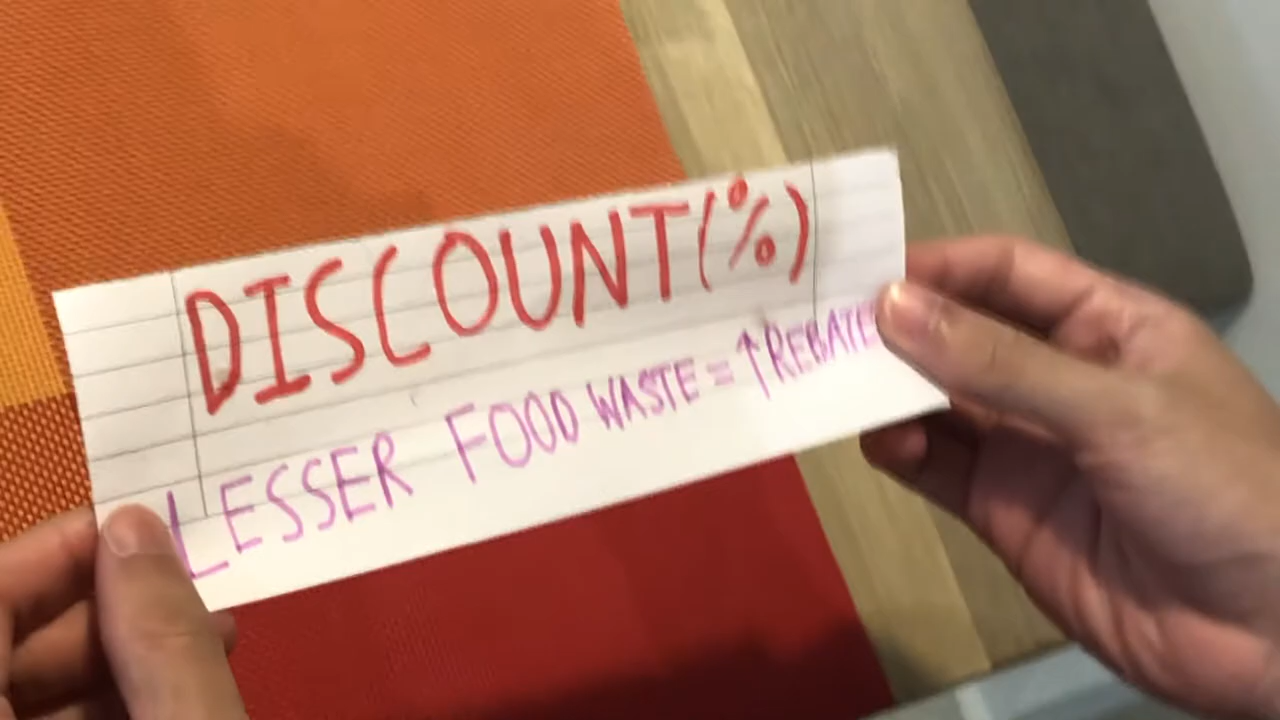 DISCOUNT(%)
LESSER FOOD WASTE = ↑REBATE